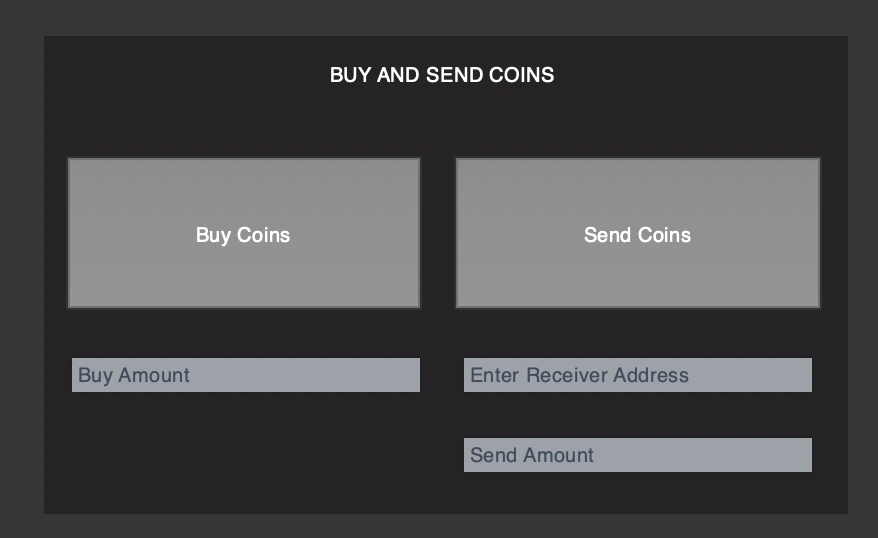 BUY AND SEND COINS
Buy Coins
Send Coins
Buy Amount
Enter Receiver Address
Send Amount